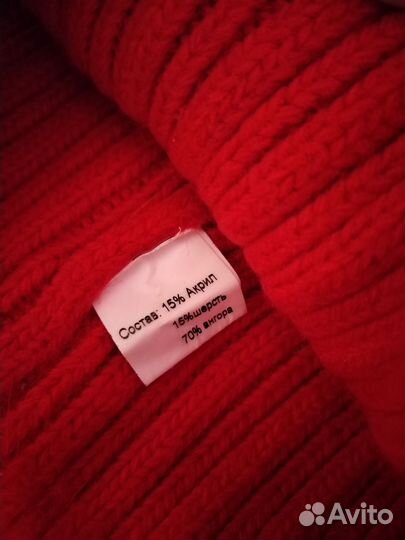 Состав: 15% Акрил
15%шерсть
70% ангора
Avito